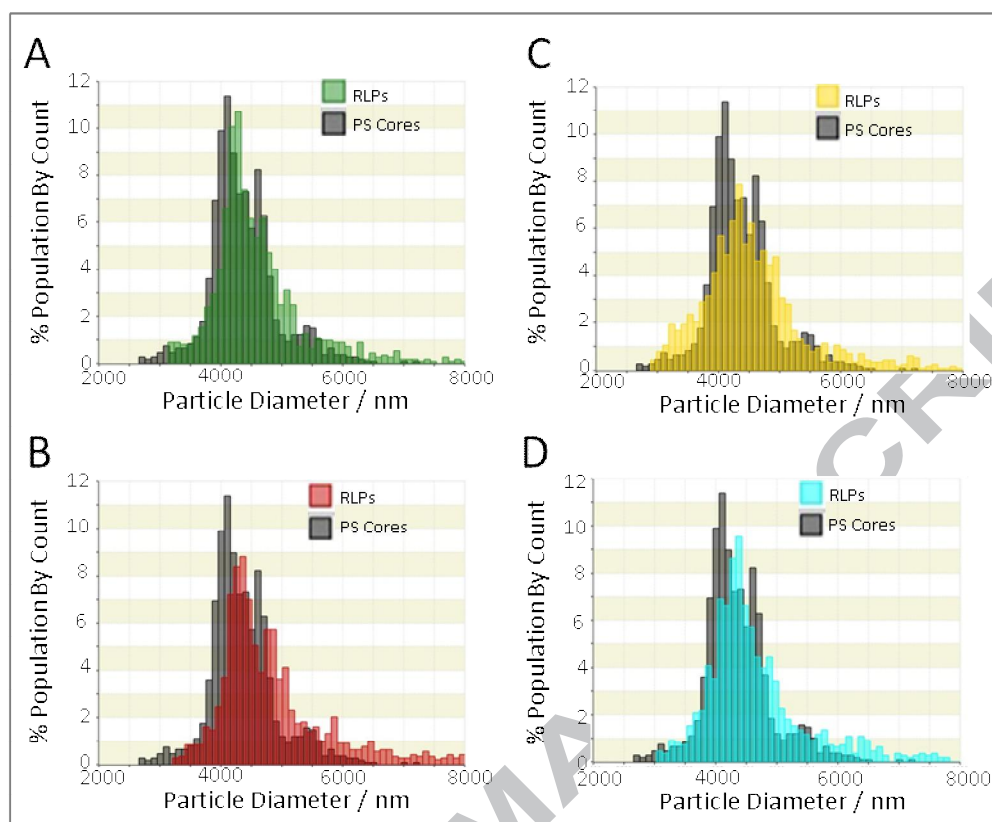 A
% Population By Count
12
10
8
6
4
2
0
RLPs
PS Cores
2000 4000 6000 8000
Particle Diameter / nm
C
% Population By Count
12
10
8
6
4
2
0
RLPs
PS Cores
2000 4000 6000 8000
Particle Diameter / nm
B
% Population By Count
12
10
8
6
4
2
0
RLPs
PS Cores
2000 4000 6000 8000
Particle Diameter / nm
D
% Population By Count
12
10
8
6
4
2
0
RLPs
PS Cores
2000 4000 6000 8000
Particle Diameter / nm